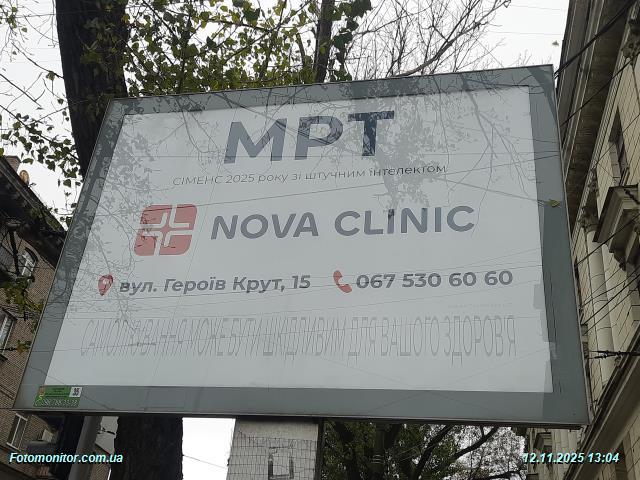 МРТ
СІМЕНС 2025 року зі штучним інтелектом
NOVA CLINIC
вул. Героїв Крут, 15 067 530 60 60
САМОЛІКУВАННЯ МОЖЕ БУТИ ШКІДЛИВИМ ДЛЯ ВАШОГО ЗДОРОВ'Я
35
Fotomonitor.com.ua
12.11.2025 13:04